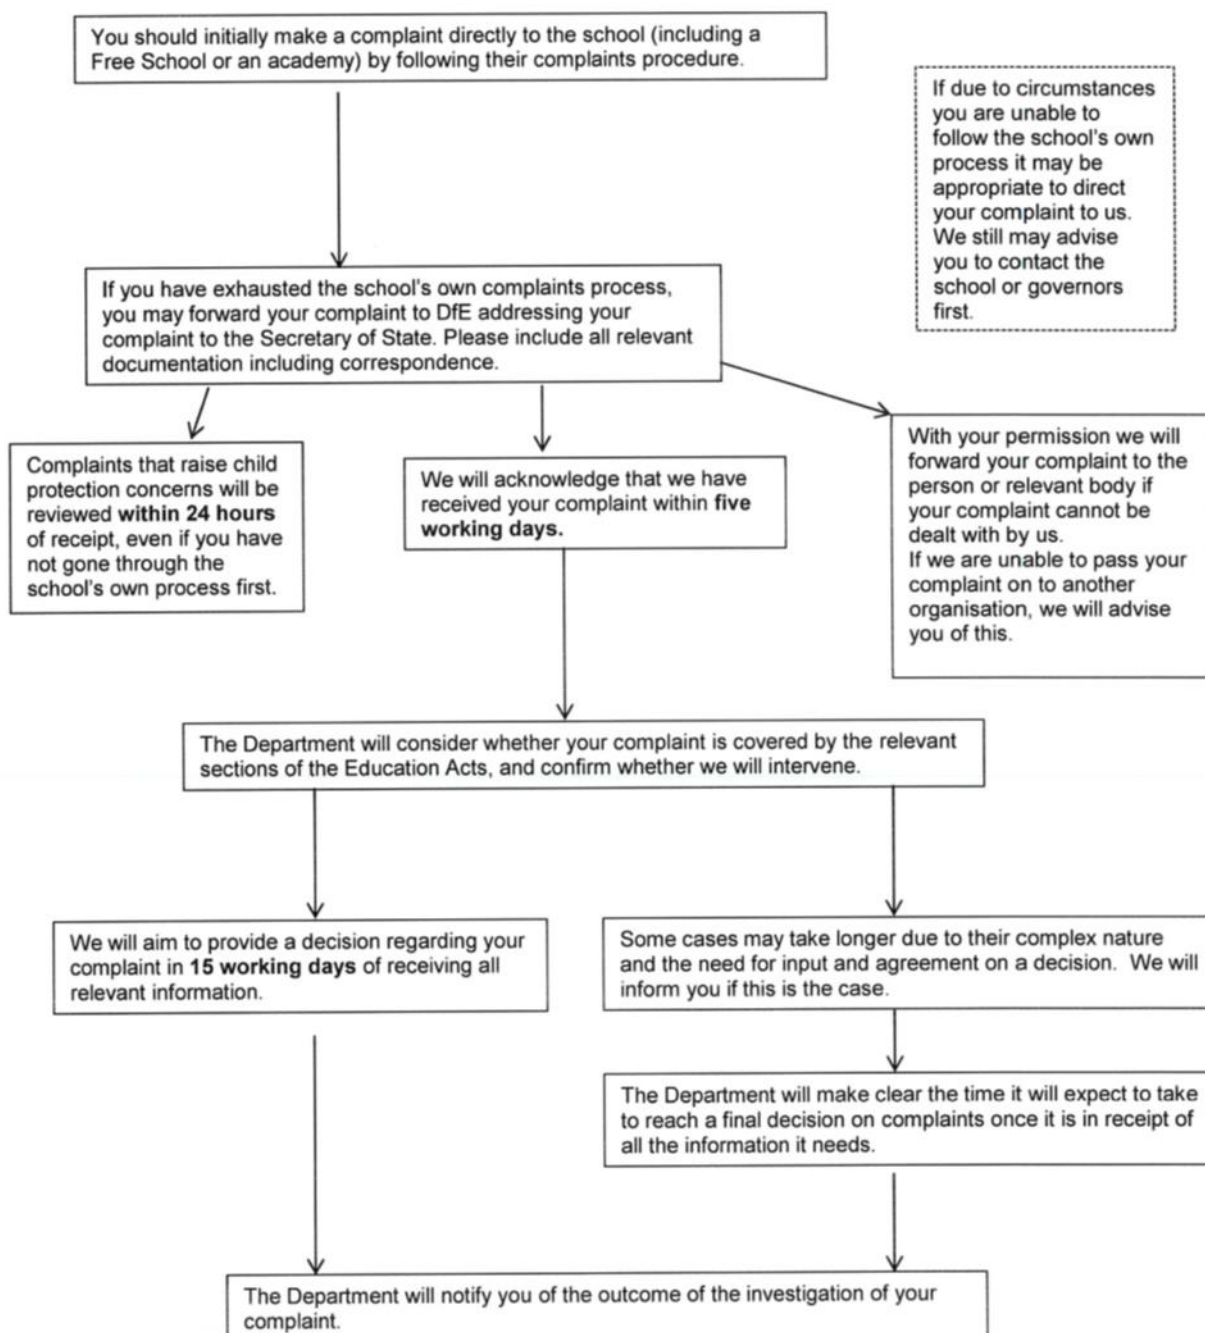 You should initially make a complaint directly to the school (including a
Free School or an academy) by following their complaints procedure.
If due to circumstances
you are unable to
follow the school's own
process it may be
appropriate to direct
your complaint to us.
We still may advise
you to contact the
school or governors
first.
If you have exhausted the school's own complaints process,
you may forward your complaint to DfE addressing your
complaint to the Secretary of State. Please include all relevant
documentation including correspondence.
Complaints that raise child
protection concerns will be
reviewed within 24 hours
of receipt, even if you have
not gone through the
school's own process first.
We will acknowledge that we have
received your complaint within five
working days.
With your permission we will
forward your complaint to the
person or relevant body if
your complaint cannot be
dealt with by us.
If we are unable to pass your
complaint on to another
organisation, we will advise
you of this.
The Department will consider whether your complaint is covered by the relevant
sections of the Education Acts, and confirm whether we will intervene.
We will aim to provide a decision regarding your
complaint in 15 working days of receiving all
relevant information.
Some cases may take longer due to their complex nature
and the need for input and agreement on a decision.  We will
inform you if this is the case.
The Department will make clear the time it will expect to take
to reach a final decision on complaints once it is in receipt of
all the information it needs.
The Department will notify you of the outcome of the investigation of your
complaint.